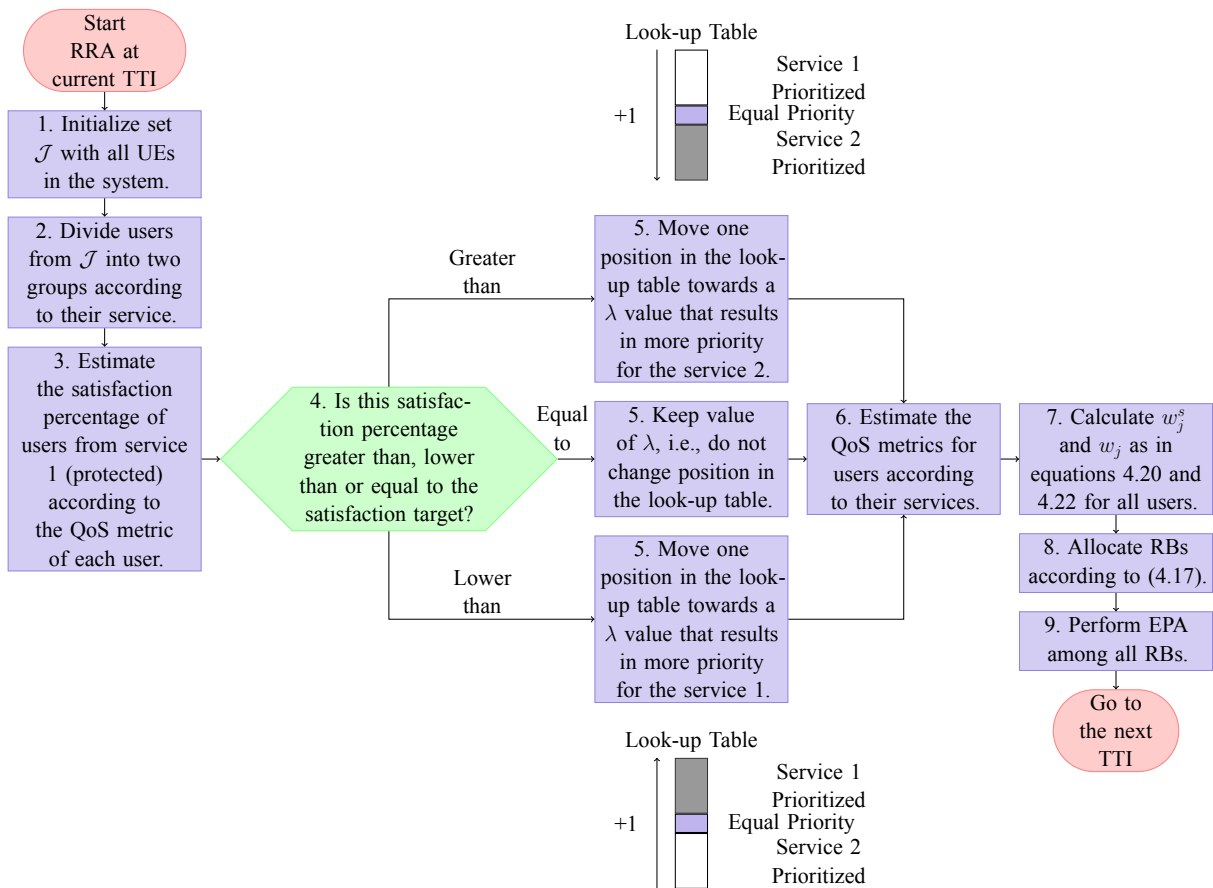 Start
RRA at
current TTI
1. Initialize set
𝒥 with all UEs
in the system.
2. Divide users
from 𝒥 into two
groups according
to their service.
3. Estimate
the satisfaction
percentage of
users from service
1 (protected)
according to
the QoS metric
of each user.
4. Is this satisfac-
tion percentage
greater than, lower
than or equal to the
satisfaction target?
Greater
than
Equal
to
Lower
than
Look-up Table
+1
Service 1
Prioritized
Equal Priority
Service 2
Prioritized
5. Move one
position in the look-
up table towards a
λ value that results
in more priority
for the service 2.
5. Keep value
of λ, i.e., do not
change position in
the look-up table.
5. Move one
position in the look-
up table towards a
λ value that results
in more priority
for the service 1.
Look-up Table
+1
Service 1
Prioritized
Equal Priority
Service 2
Prioritized
6. Estimate the
QoS metrics for
users according
to their services.
7. Calculate w_j^s
and w_j as in
equations 4.20 and
4.22 for all users.
8. Allocate RBs
according to (4.17).
9. Perform EPA
among all RBs.
Go to
the next
TTI